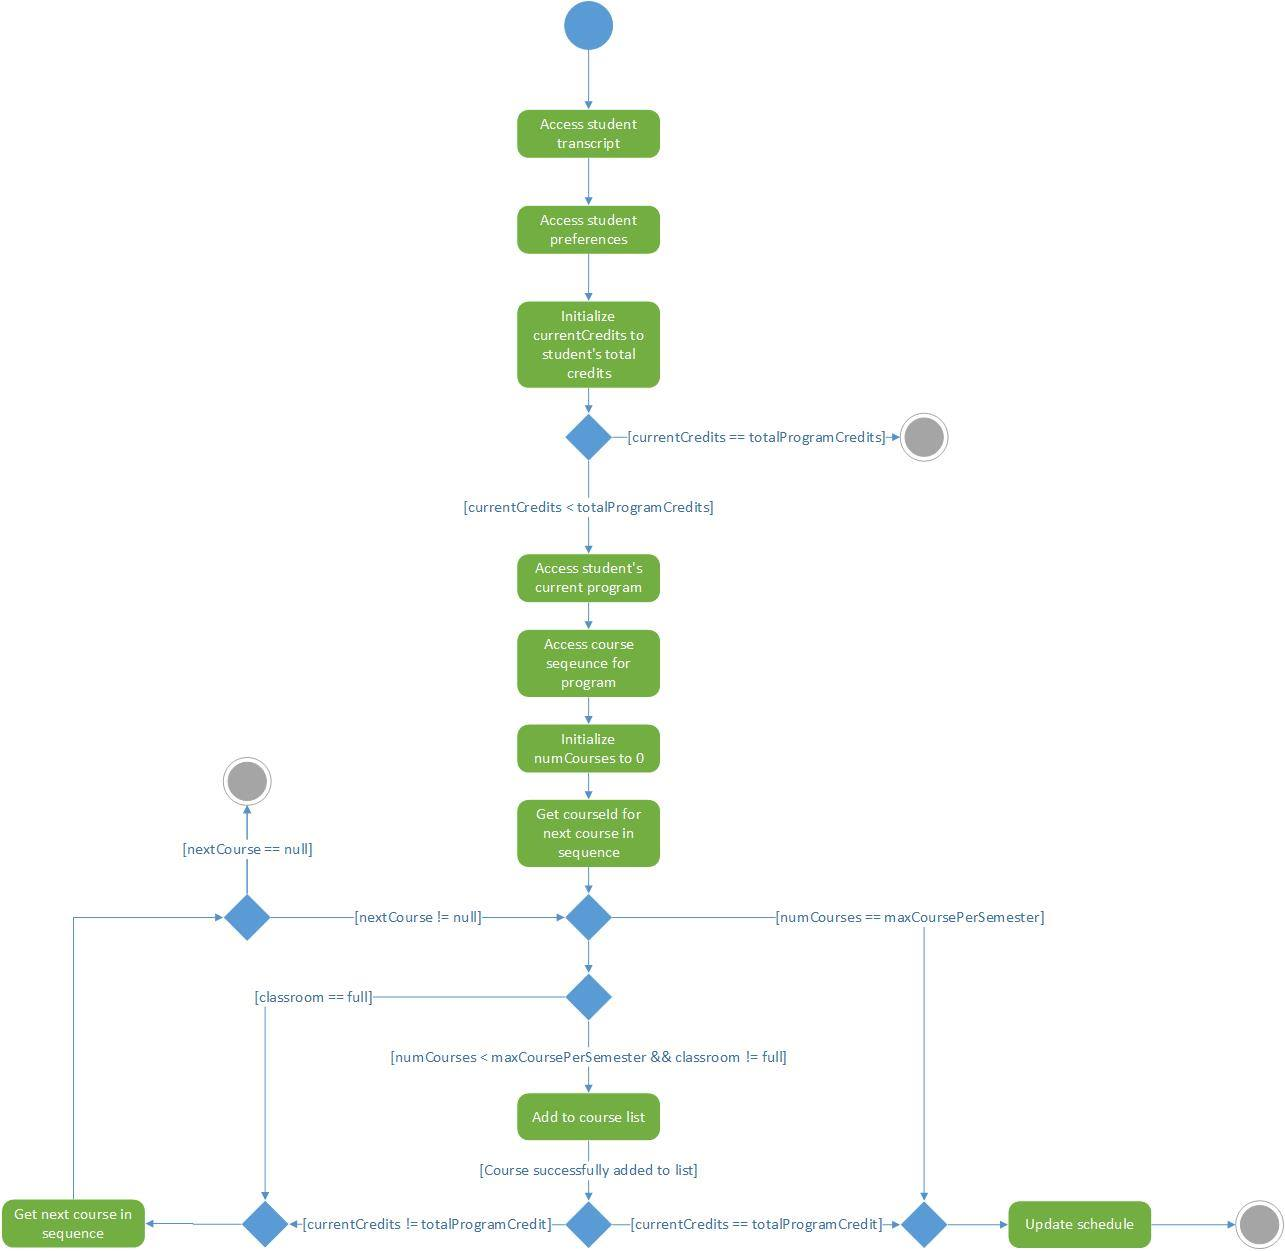 Access student
transcript
Access student
preferences
Initialize
currentCredits to
student's total
credits
[currentCredits == totalProgramCredits]
[currentCredits < totalProgramCredits]
Access student's
current program
Access course
seqeunce for
program
Initialize
numCourses to 0
Get courseId for
next course in
sequence
[nextCourse == null]
[nextCourse != null]
[numCourses == maxCoursePerSemester]
[classroom == full]
[numCourses < maxCoursePerSemester && classroom != full]
Add to course list
[Course successfully added to list]
Get next course in
sequence
[currentCredits != totalProgramCredit]
[currentCredits == totalProgramCredit]
Update schedule